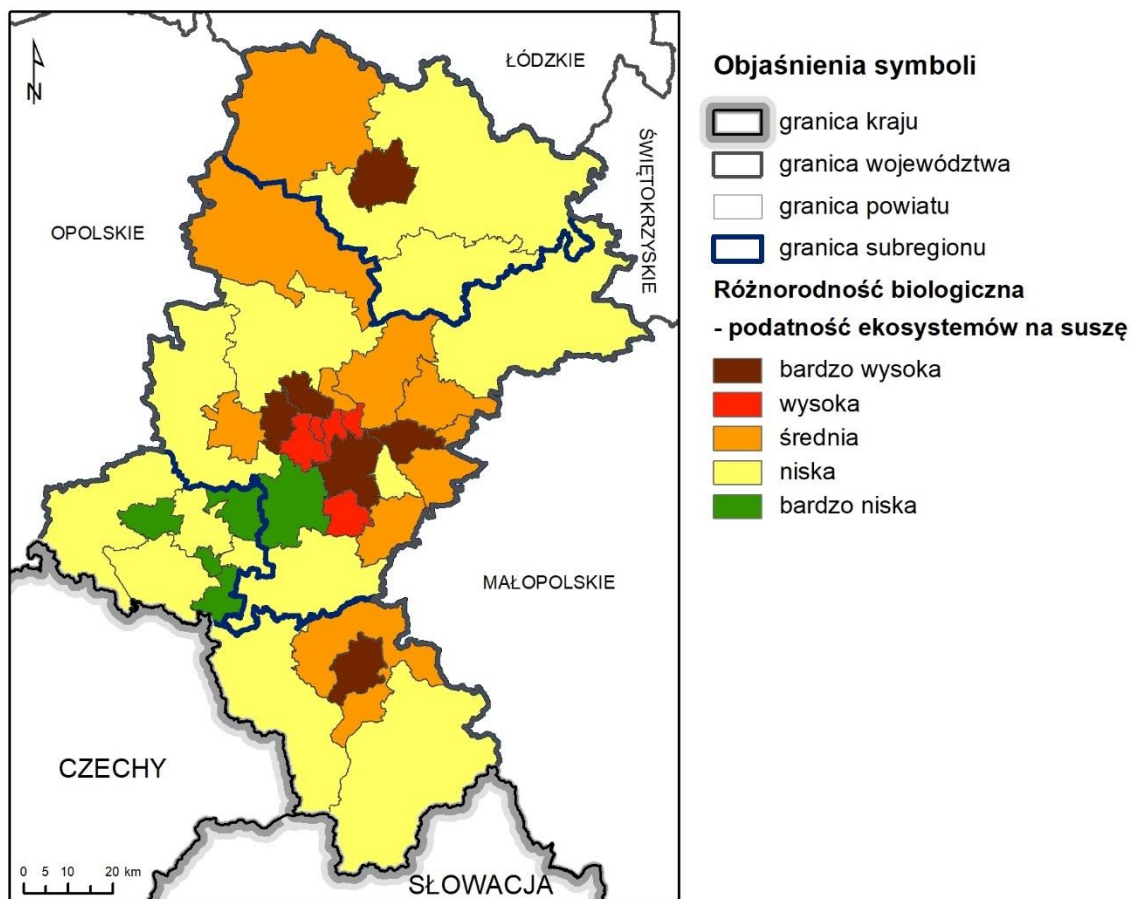 N
ŁÓDZKIE
ŚWIĘTOKRZYSKIE
OPOLSKIE
MAŁOPOLSKIE
CZECHY
SŁOWACJA
0 5 10 20 km
Objaśnienia symboli
granica kraju
granica województwa
granica powiatu
granica subregionu
Różnorodność biologiczna
- podatność ekosystemów na suszę
bardzo wysoka
wysoka
średnia
niska
bardzo niska